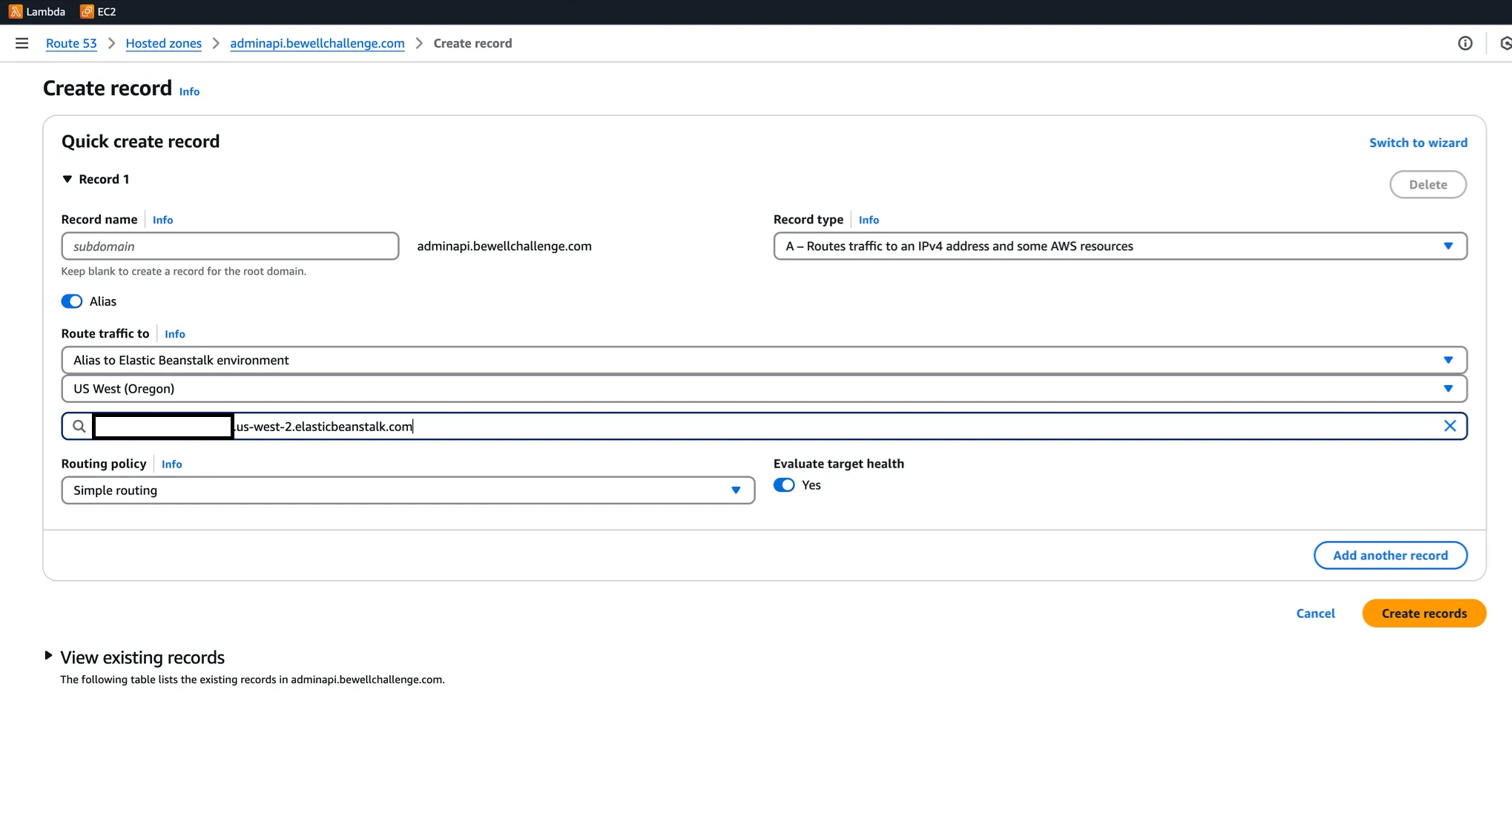 Lambda EC2
Route 53 > Hosted zones > adminapi.bewellchallenge.com > Create record
Create record Info
Quick create record
Switch to wizard
Record 1
Delete
Record name Info
subdomain
adminapi.bewellchallenge.com
Keep blank to create a record for the root domain.
Record type Info
A – Routes traffic to an IPv4 address and some AWS resources
Alias
Route traffic to Info
Alias to Elastic Beanstalk environment
US West (Oregon)
.us-west-2.elasticbeanstalk.com
Routing policy Info
Simple routing
Evaluate target health
Yes
Add another record
Cancel
Create records
View existing records
The following table lists the existing records in adminapi.bewellchallenge.com.